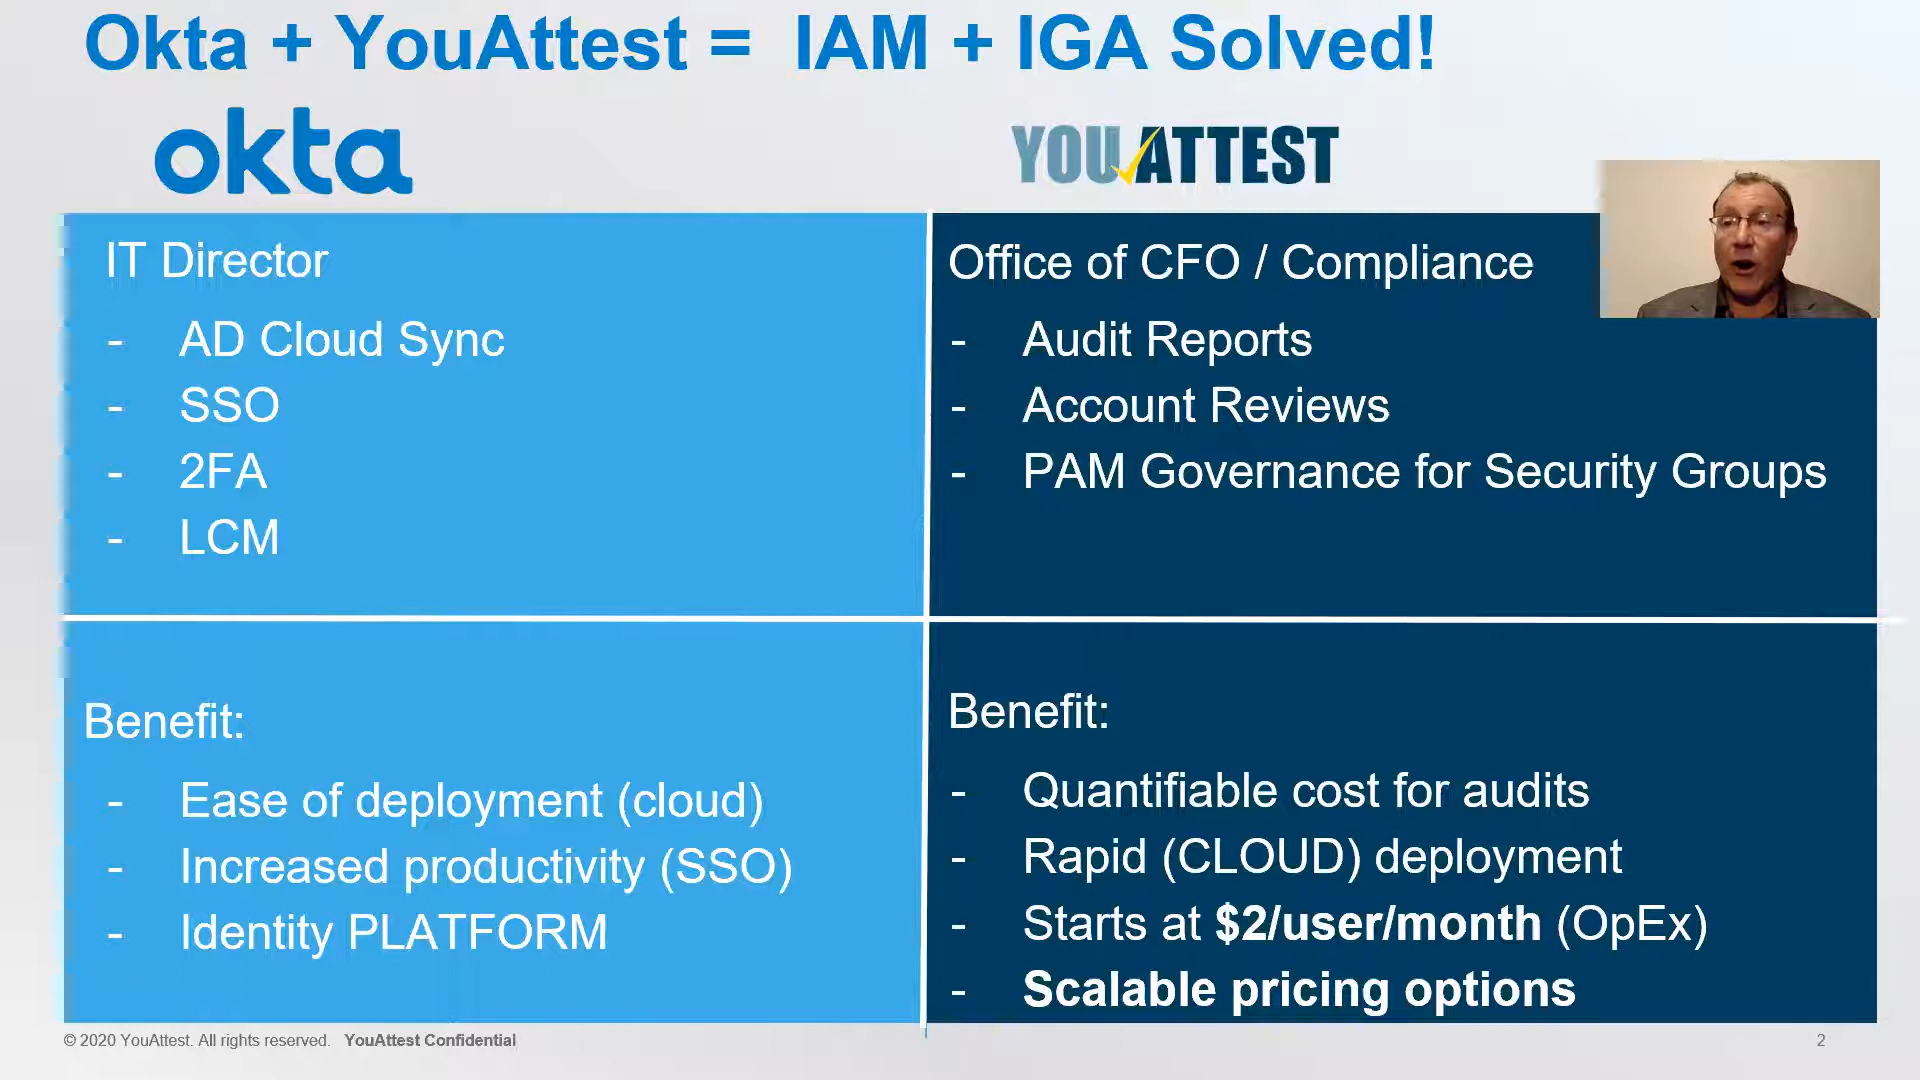 Okta + YouAttest = IAM + IGA Solved!
okta
YOUATTEST
IT Director
- AD Cloud Sync
- SSO
- 2FA
- LCM
Office of CFO / Compliance
- Audit Reports
- Account Reviews
- PAM Governance for Security Groups
Benefit:
- Ease of deployment (cloud)
- Increased productivity (SSO)
- Identity PLATFORM
Benefit:
- Quantifiable cost for audits
- Rapid (CLOUD) deployment
- Starts at $2/user/month (OpEx)
- Scalable pricing options
© 2020 YouAttest. All rights reserved. YouAttest Confidential
2